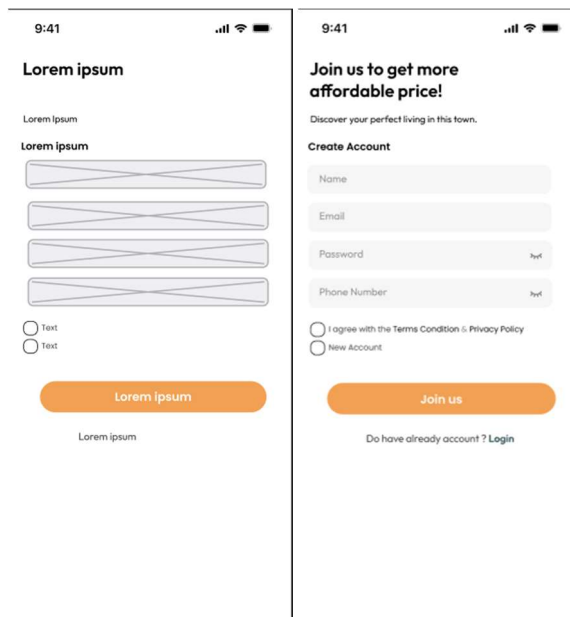 9:41
Lorem ipsum
Lorem Ipsum
Lorem ipsum
Text
Text
Lorem ipsum
Lorem ipsum
9:41
Join us to get more
affordable price!
Discover your perfect living in this town.
Create Account
Name
Email
Password
Phone Number
I agree with the Terms Condition & Privacy Policy
New Account
Join us
Do have already account ? Login